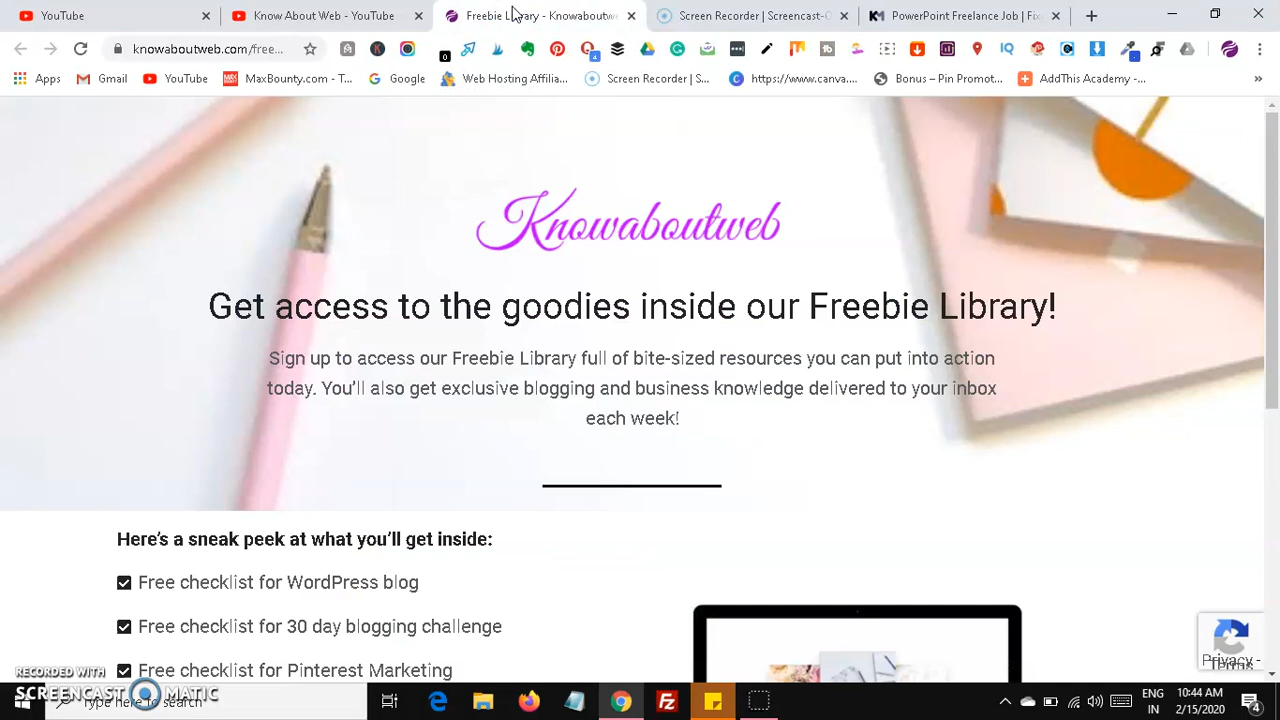 YouTube
Know About Web - YouTube
Freebie Library - Knowaboutwe
Screen Recorder | Screencast-O
PowerPoint Freelance Job | Fix
knowaboutweb.com/free...
0
4
Apps
Gmail
YouTube
MaxBounty.com - T...
Google
Web Hosting Affilia...
Screen Recorder | S...
https://www.canva....
Bonus – Pin Promot...
AddThis Academy -...
»
Knowaboutweb
Get access to the goodies inside our Freebie Library!
Sign up to access our Freebie Library full of bite-sized resources you can put into action
today. You’ll also get exclusive blogging and business knowledge delivered to your inbox
each week!
Here’s a sneak peek at what you’ll get inside:
Free checklist for WordPress blog
Free checklist for 30 day blogging challenge
Free checklist for Pinterest Marketing
Privacy -
Terms
RECORDED WITH
SCREENCAST MATIC
Type here to search
ENG
IN
10:44 AM
2/15/2020
4